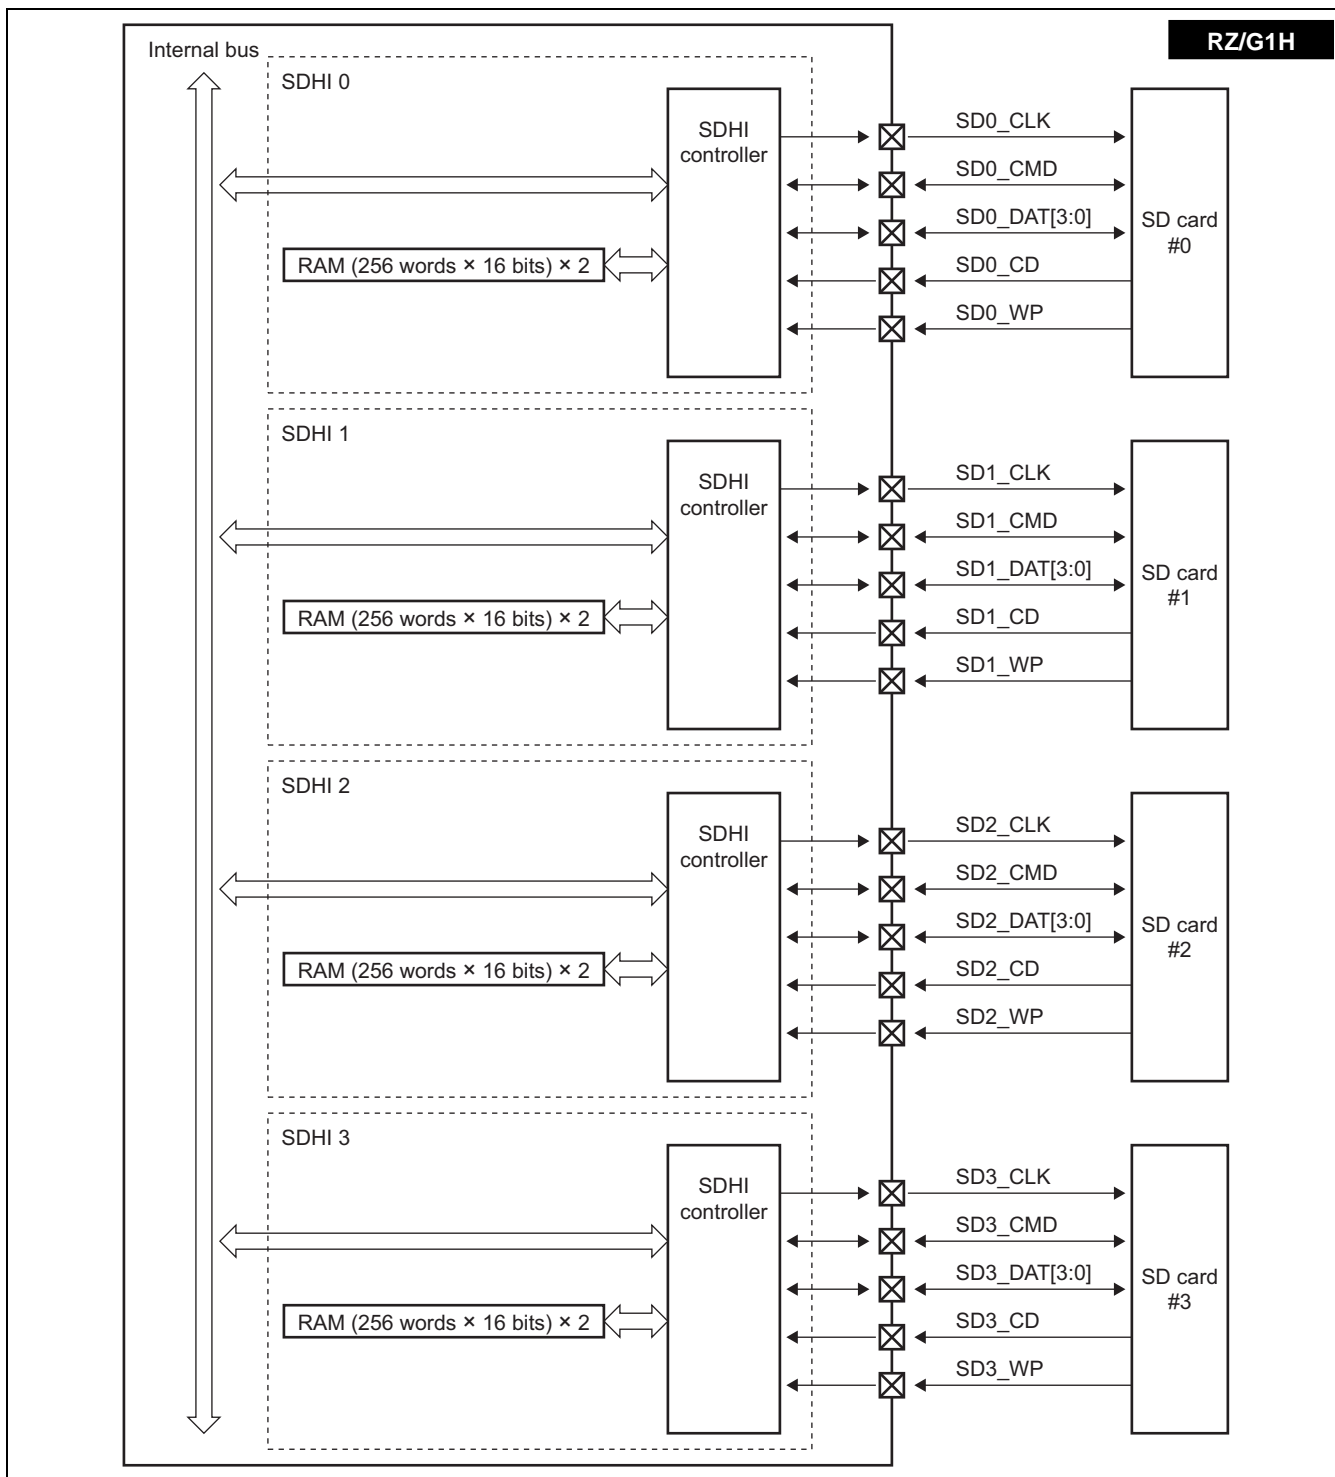 RZ/G1H
Internal bus
SDHI 0
SDHI
controller
RAM (256 words × 16 bits) × 2
SD0_CLK
SD0_CMD
SD0_DAT[3:0]
SD0_CD
SD0_WP
SD card
#0
SDHI 1
SDHI
controller
RAM (256 words × 16 bits) × 2
SD1_CLK
SD1_CMD
SD1_DAT[3:0]
SD1_CD
SD1_WP
SD card
#1
SDHI 2
SDHI
controller
RAM (256 words × 16 bits) × 2
SD2_CLK
SD2_CMD
SD2_DAT[3:0]
SD2_CD
SD2_WP
SD card
#2
SDHI 3
SDHI
controller
RAM (256 words × 16 bits) × 2
SD3_CLK
SD3_CMD
SD3_DAT[3:0]
SD3_CD
SD3_WP
SD card
#3